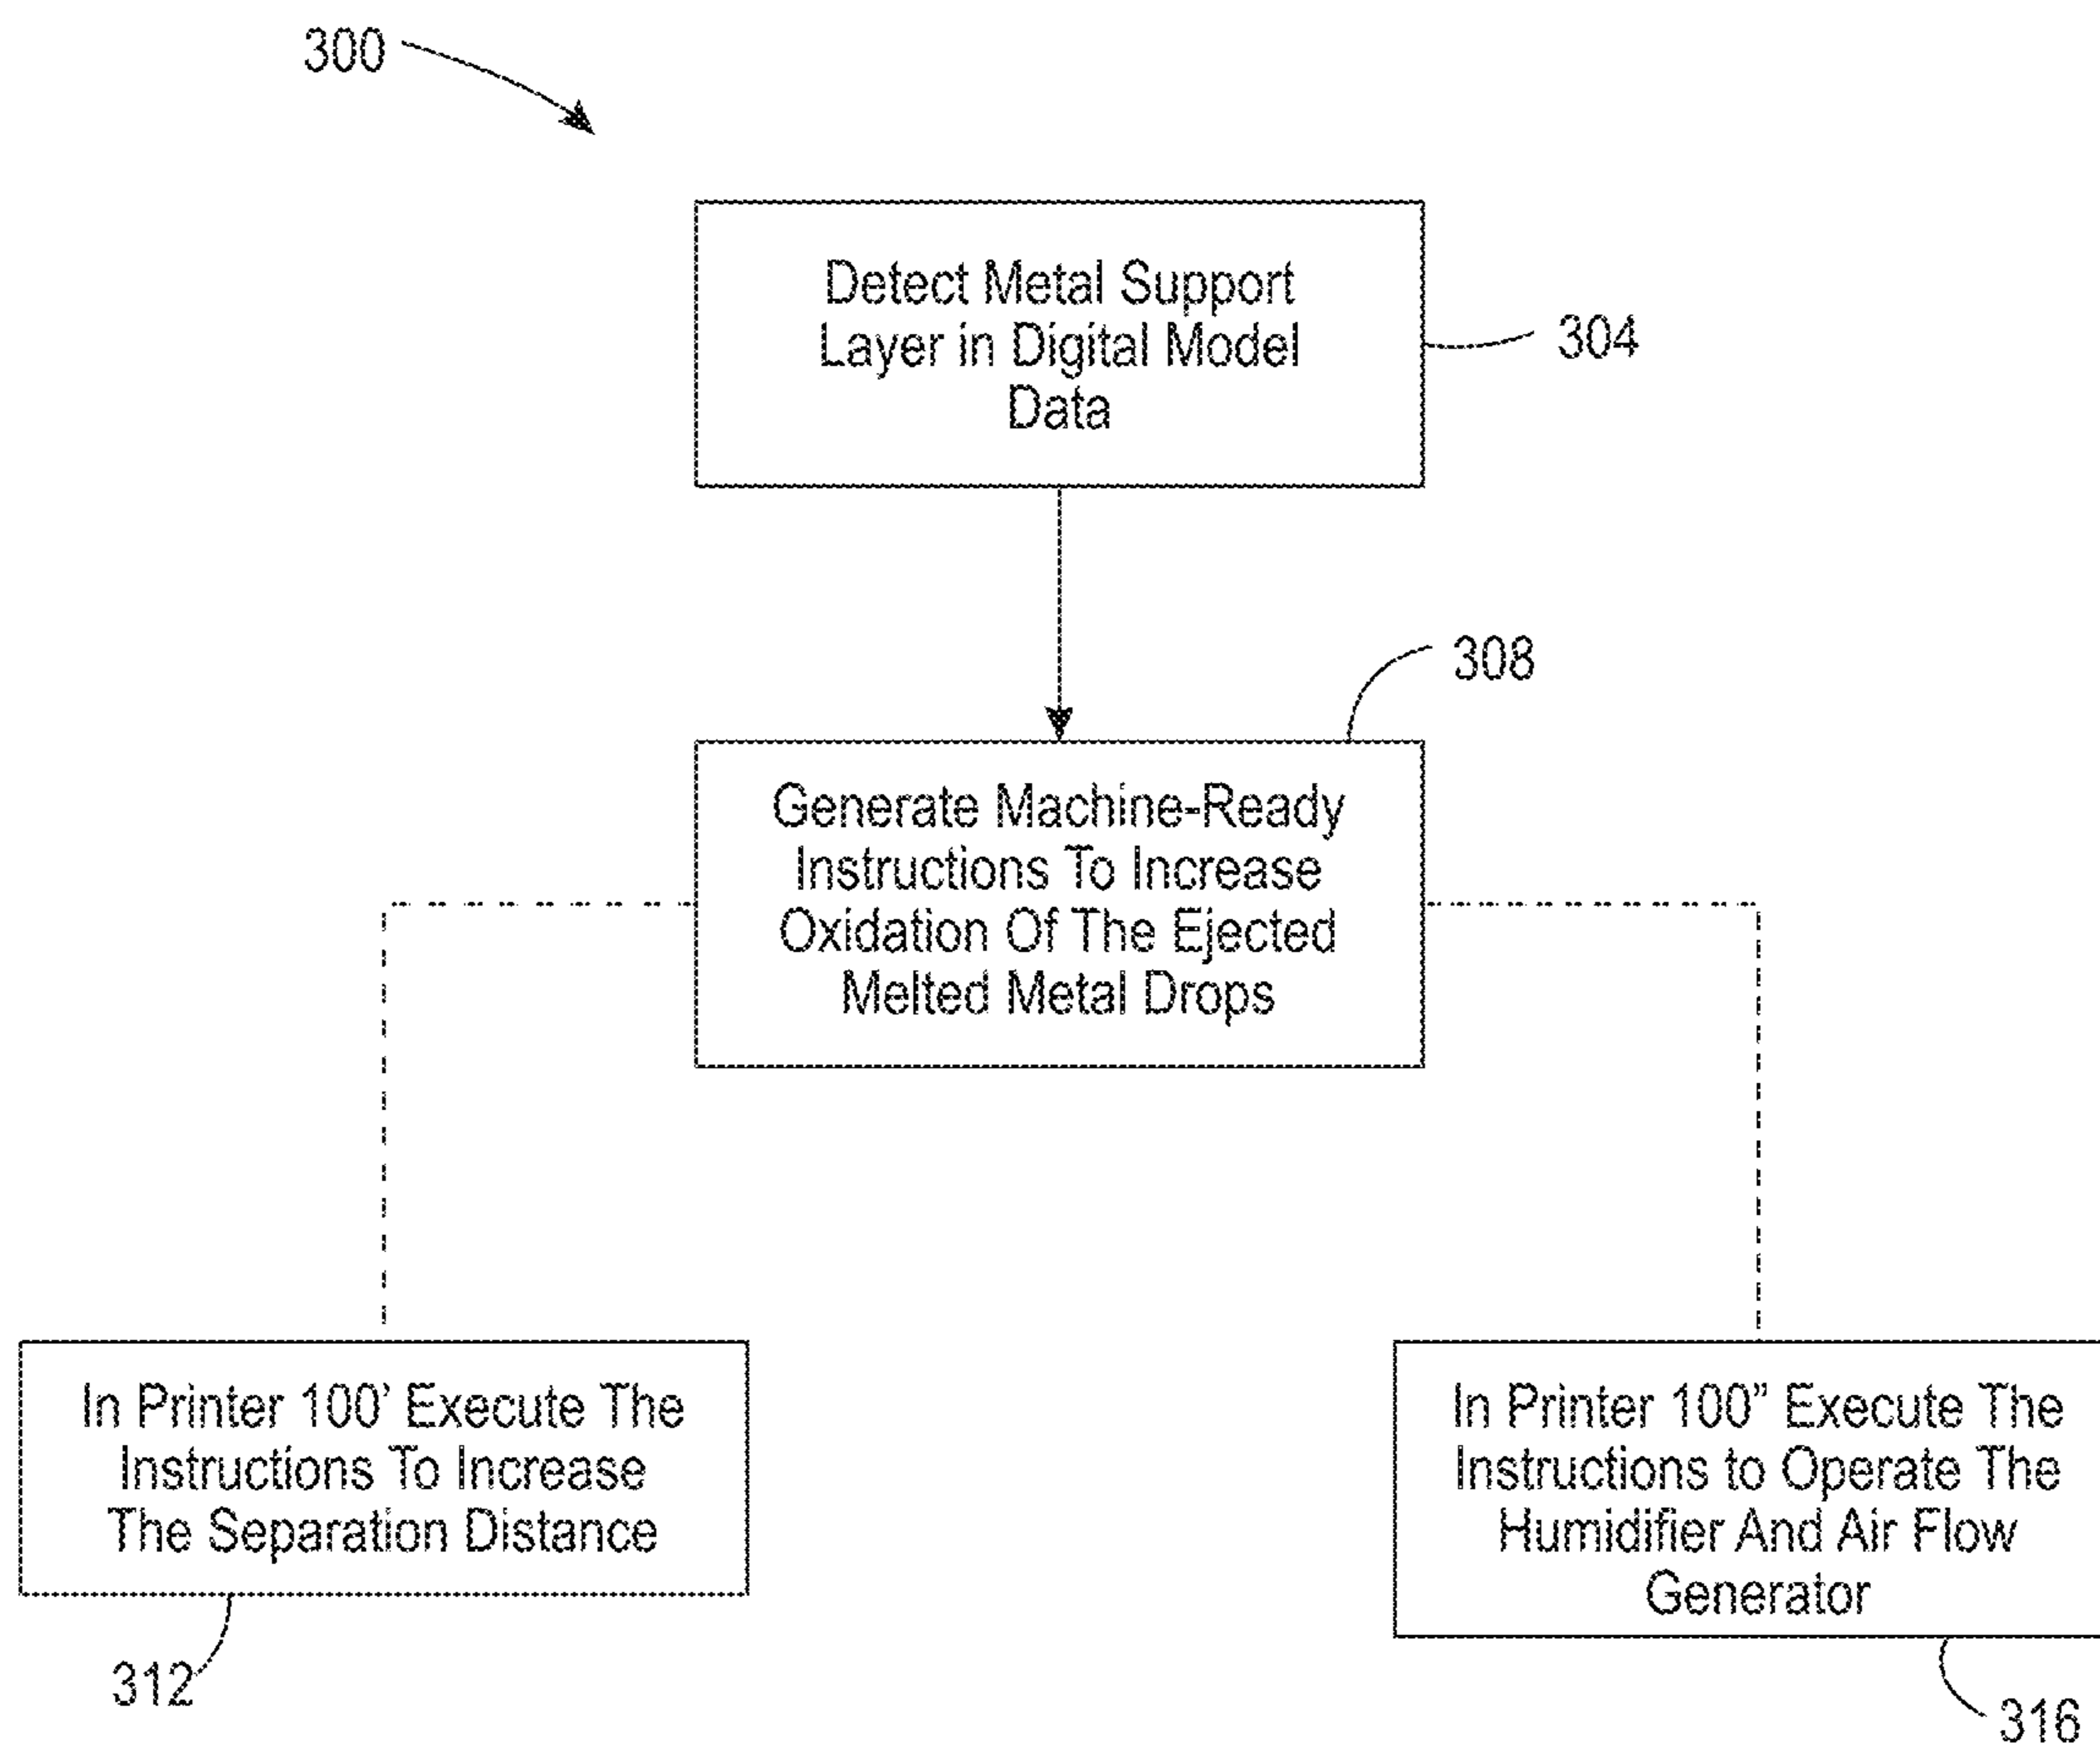 300
Detect Metal Support
Layer in Digital Model
Data
304
308
Generate Machine-Ready
Instructions To Increase
Oxidation Of The Ejected
Melted Metal Drops
In Printer 100' Execute The
Instructions To Increase
The Separation Distance
312
In Printer 100” Execute The
Instructions to Operate The
Humidifier And Air Flow
Generator
316